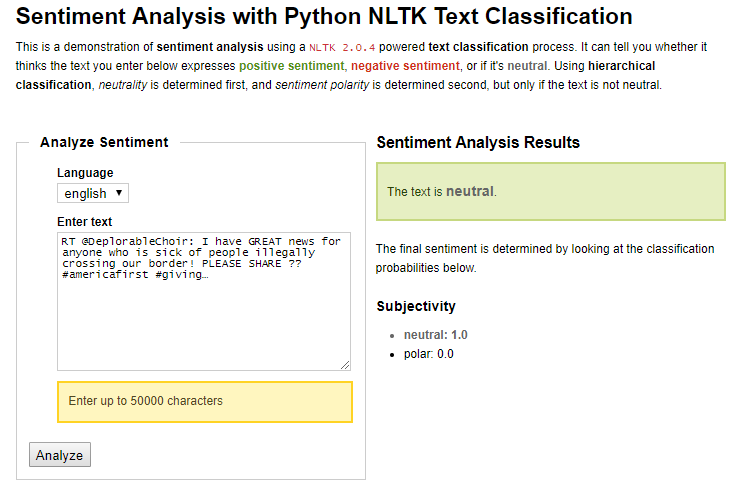 Sentiment Analysis with Python NLTK Text Classification
This is a demonstration of sentiment analysis using a NLTK 2.0.4 powered text classification process. It can tell you whether it
thinks the text you enter below expresses positive sentiment, negative sentiment, or if it's neutral. Using hierarchical
classification, neutrality is determined first, and sentiment polarity is determined second, but only if the text is not neutral.
Analyze Sentiment
Language
english
Enter text
RT @DeplorableChoir: I have GREAT news for
anyone who is sick of people illegally
crossing our border! PLEASE SHARE ??
#americafirst #giving…
Enter up to 50000 characters
Analyze
Sentiment Analysis Results
The text is neutral.
The final sentiment is determined by looking at the classification
probabilities below.
Subjectivity
• neutral: 1.0
• polar: 0.0